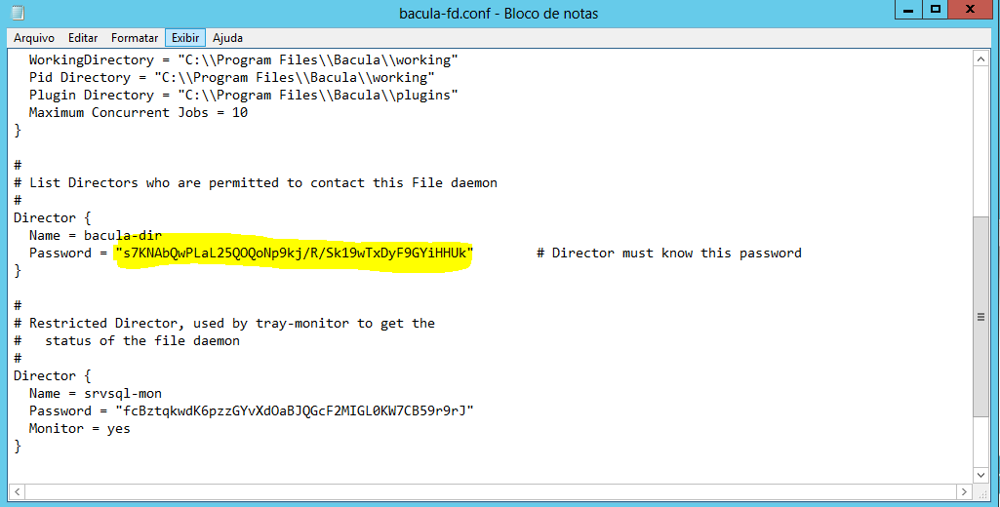 bacula-fd.conf - Bloco de notas
Arquivo Editar Formatar Exibir Ajuda
WorkingDirectory = "C:\\Program Files\\Bacula\\working"
Pid Directory = "C:\\Program Files\\Bacula\\working"
Plugin Directory = "C:\\Program Files\\Bacula\\plugins"
Maximum Concurrent Jobs = 10
}
#
# List Directors who are permitted to contact this File daemon
#
Director {
Name = bacula-dir
Password = "s7KNAbQwPLaL25QOQoNp9kj/R/Sk19wTxDyF9GYiHHUk" # Director must know this password
}
#
# Restricted Director, used by tray-monitor to get the
# status of the file daemon
#
Director {
Name = srvsql-mon
Password = "fcBztqkwdK6pzzGYvXdOaBJQGcF2MIGL0KW7CB59r9rJ"
Monitor = yes
}